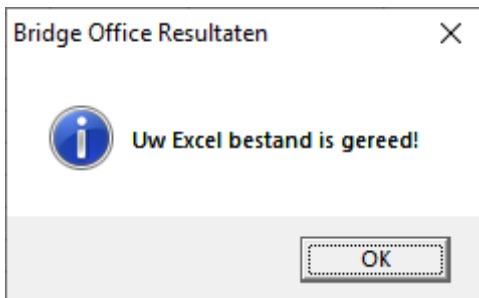 Bridge Office Resultaten
Uw Excel bestand is gereed!
OK